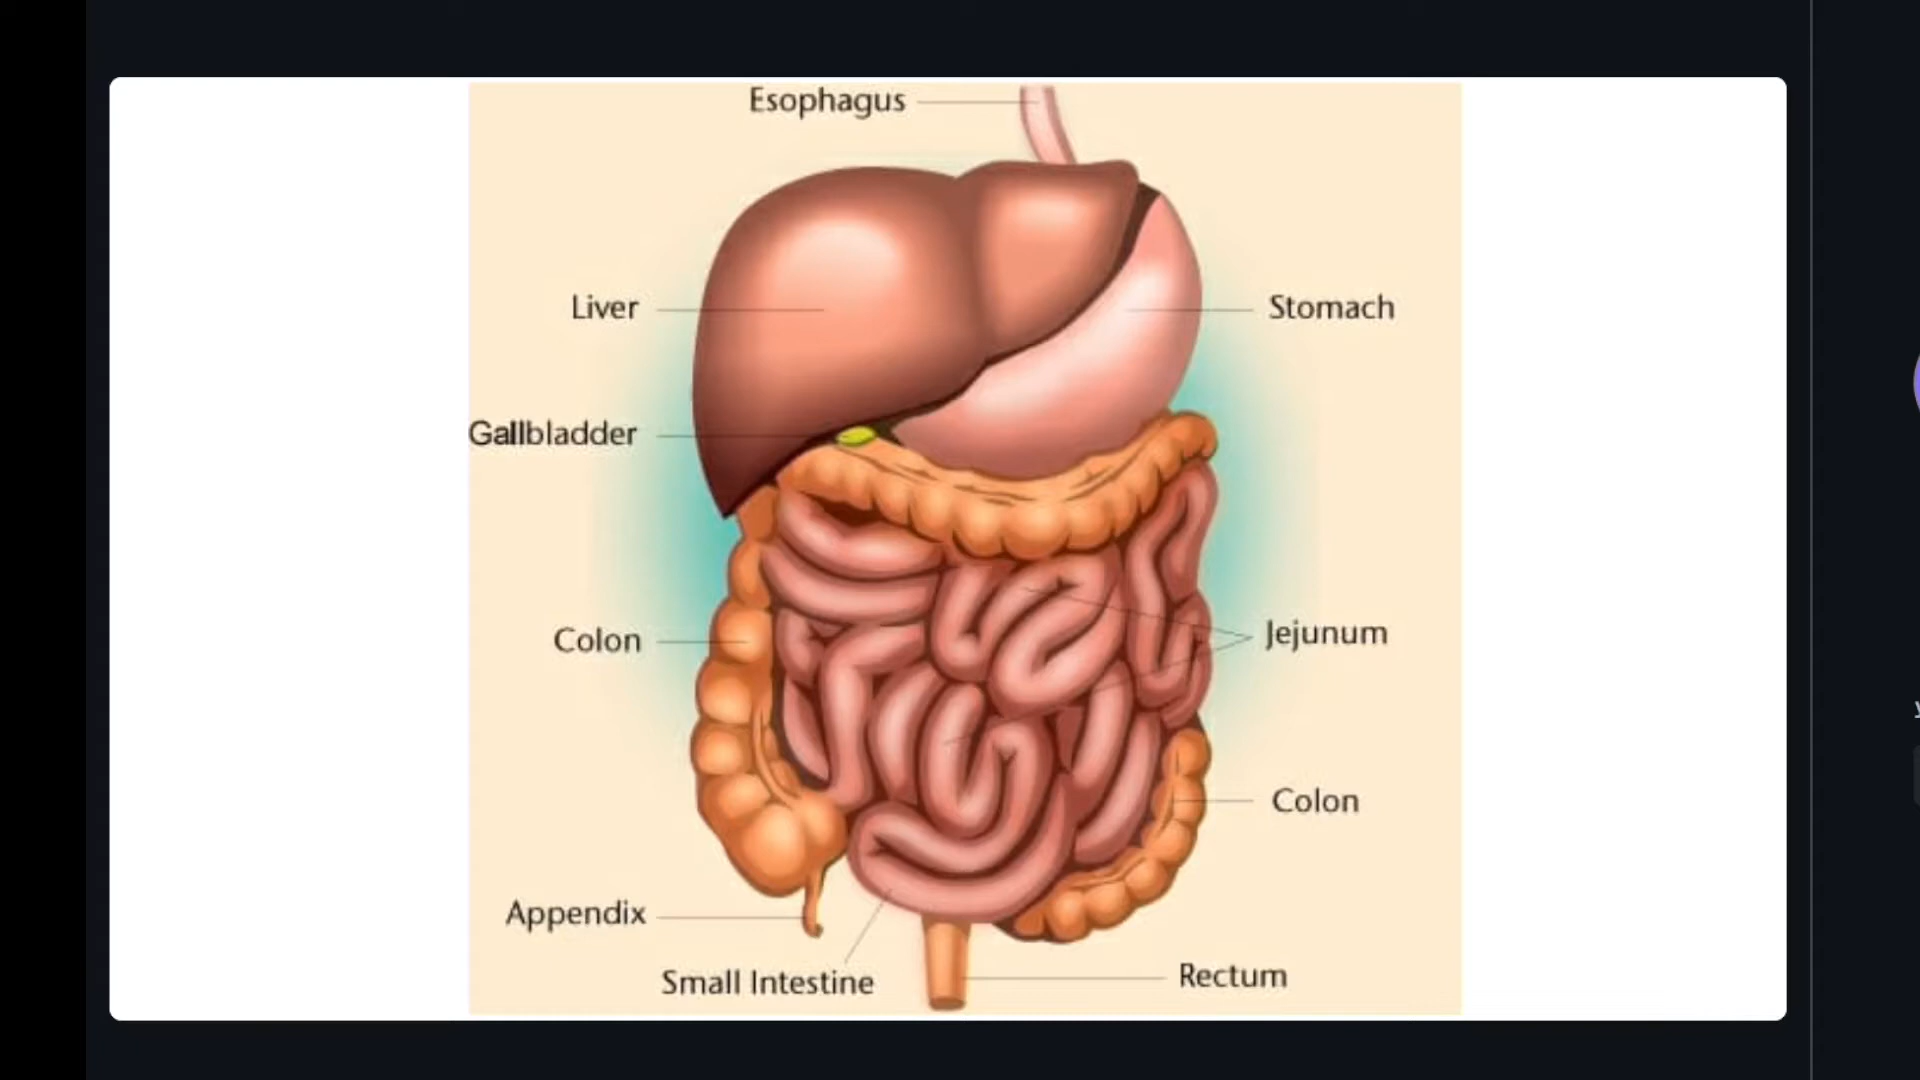 Esophagus
Liver
Stomach
Gallbladder
Colon
Jejunum
Colon
Appendix
Small Intestine
Rectum